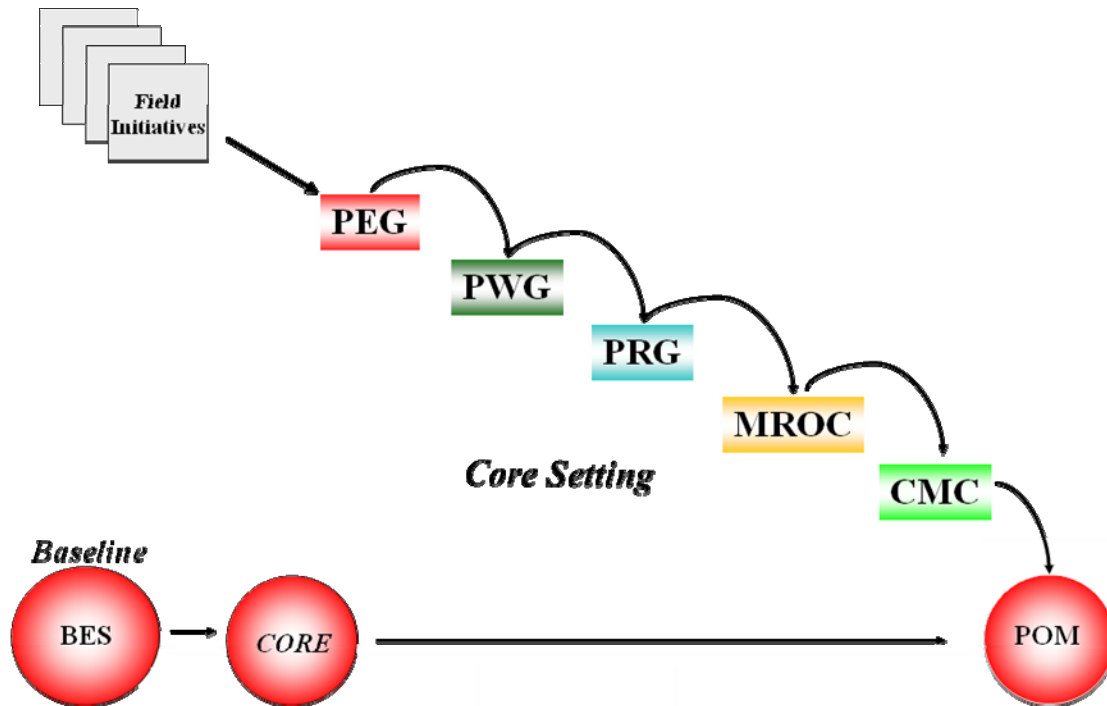 Field
Initiatives
PEG
PWG
PRG
MROC
Core Setting
CMC
Baseline
BES
CORE
POM